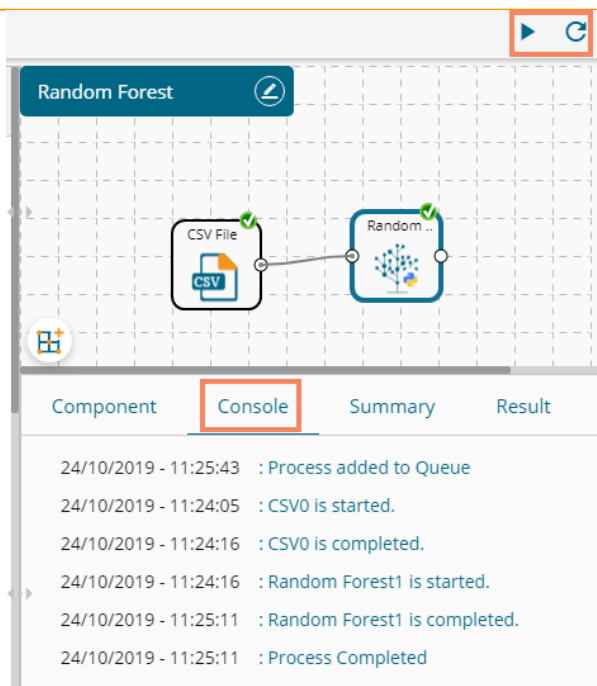 Random Forest
CSV File
Random ..
CSV
Component Console Summary Result
24/10/2019 - 11:25:43 : Process added to Queue
24/10/2019 - 11:24:05 : CSV0 is started.
24/10/2019 - 11:24:16 : CSV0 is completed.
24/10/2019 - 11:24:16 : Random Forest1 is started.
24/10/2019 - 11:25:11 : Random Forest1 is completed.
24/10/2019 - 11:25:11 : Process Completed